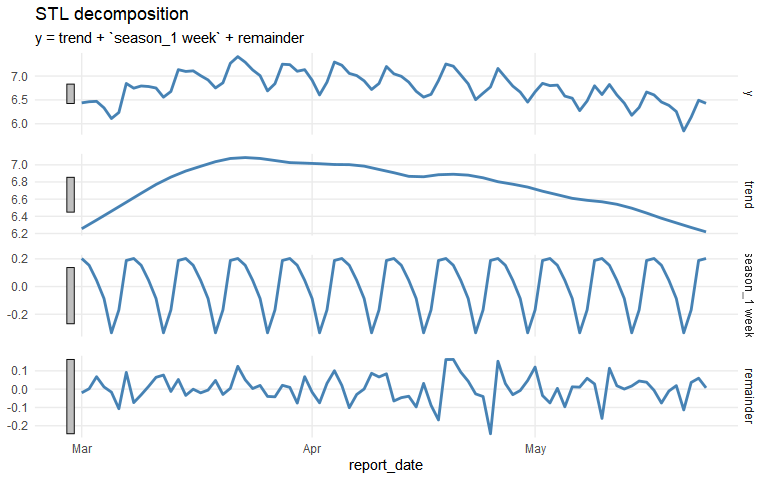 STL decomposition
y = trend + `season_1 week` + remainder
7.0
6.5
6.0
y
7.0
6.8
6.6
6.4
6.2
trend
0.2
0.0
-0.2
season_1 week
0.1
0.0
-0.1
-0.2
remainder
Mar Apr May
report_date